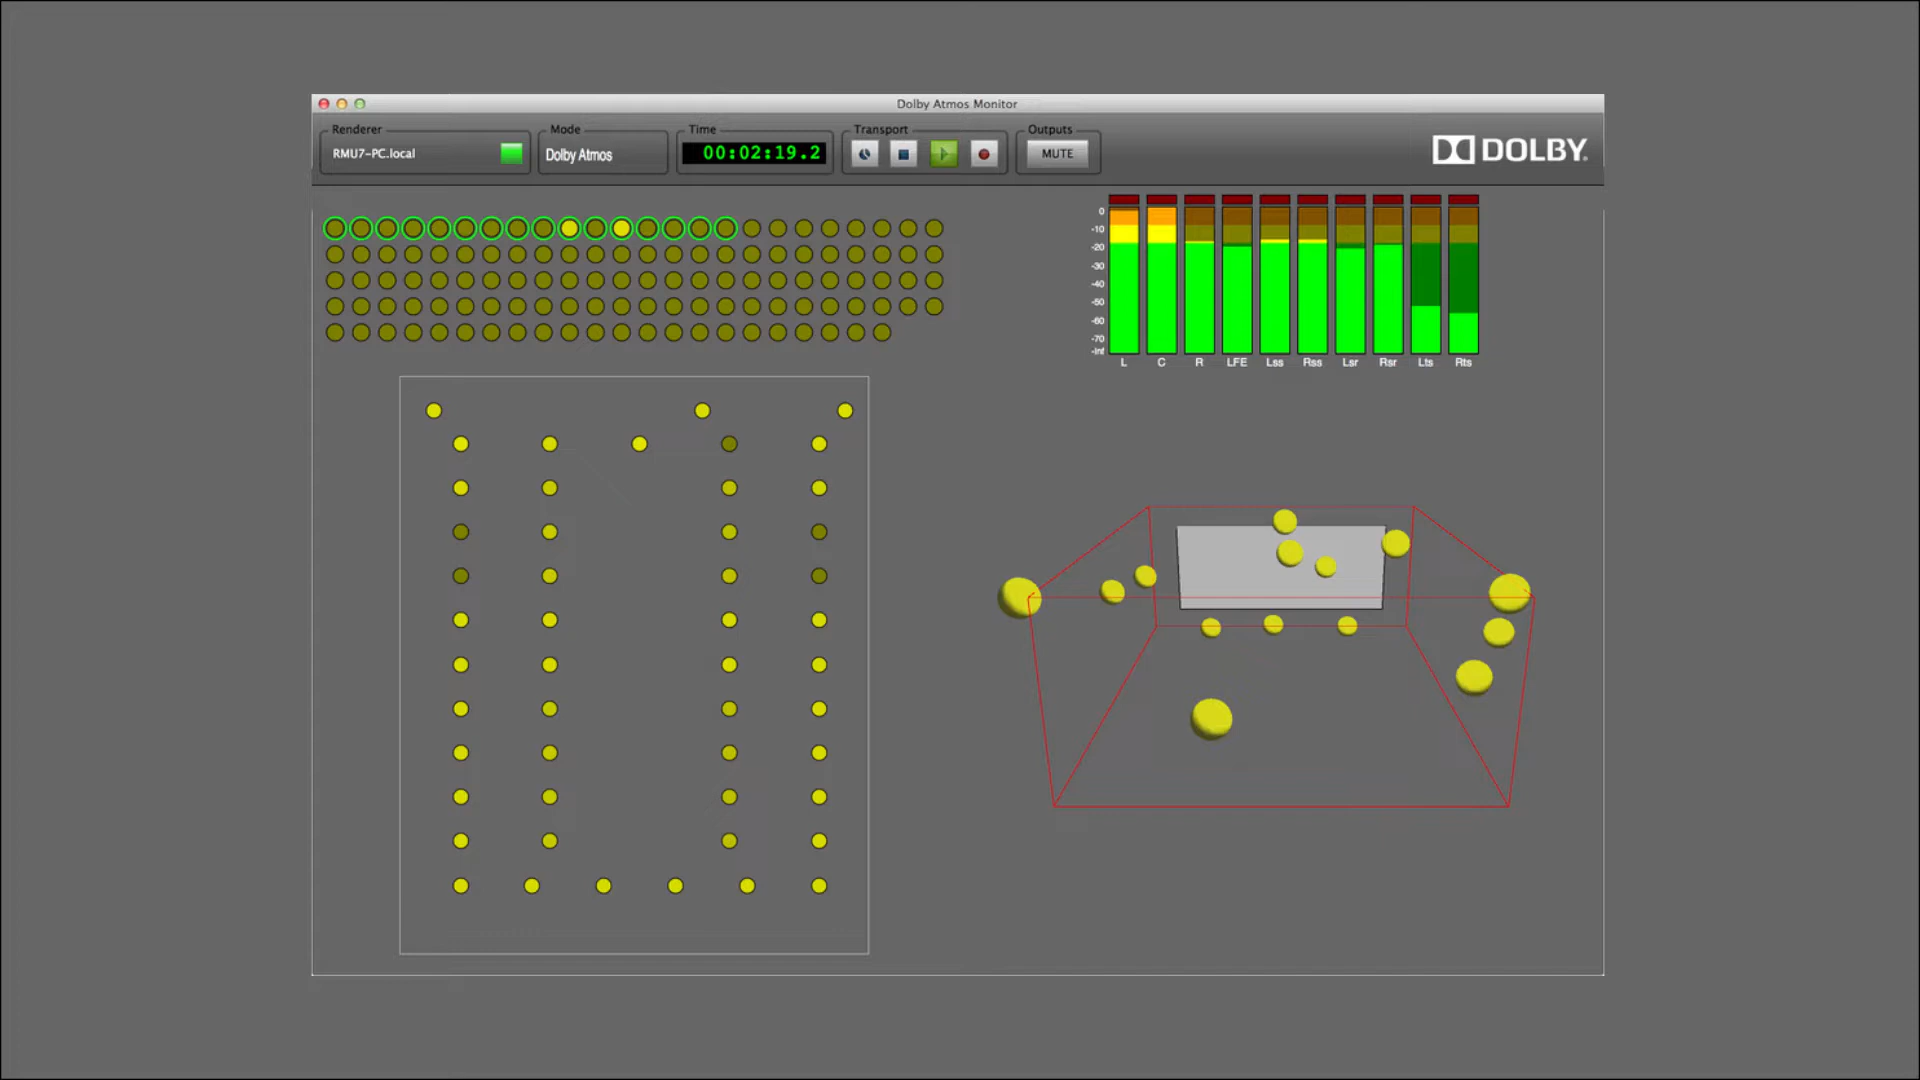 Dolby Atmos Monitor
Renderer
RMU7-PC.local
Mode
Dolby Atmos
Time
00:02:19.2
Transport
Outputs
MUTE
DOLBY
0
-10
-20
-30
-40
-50
-60
-70
-inf
L C R LFE Lss Rss Lsr Rsr Lts Rts